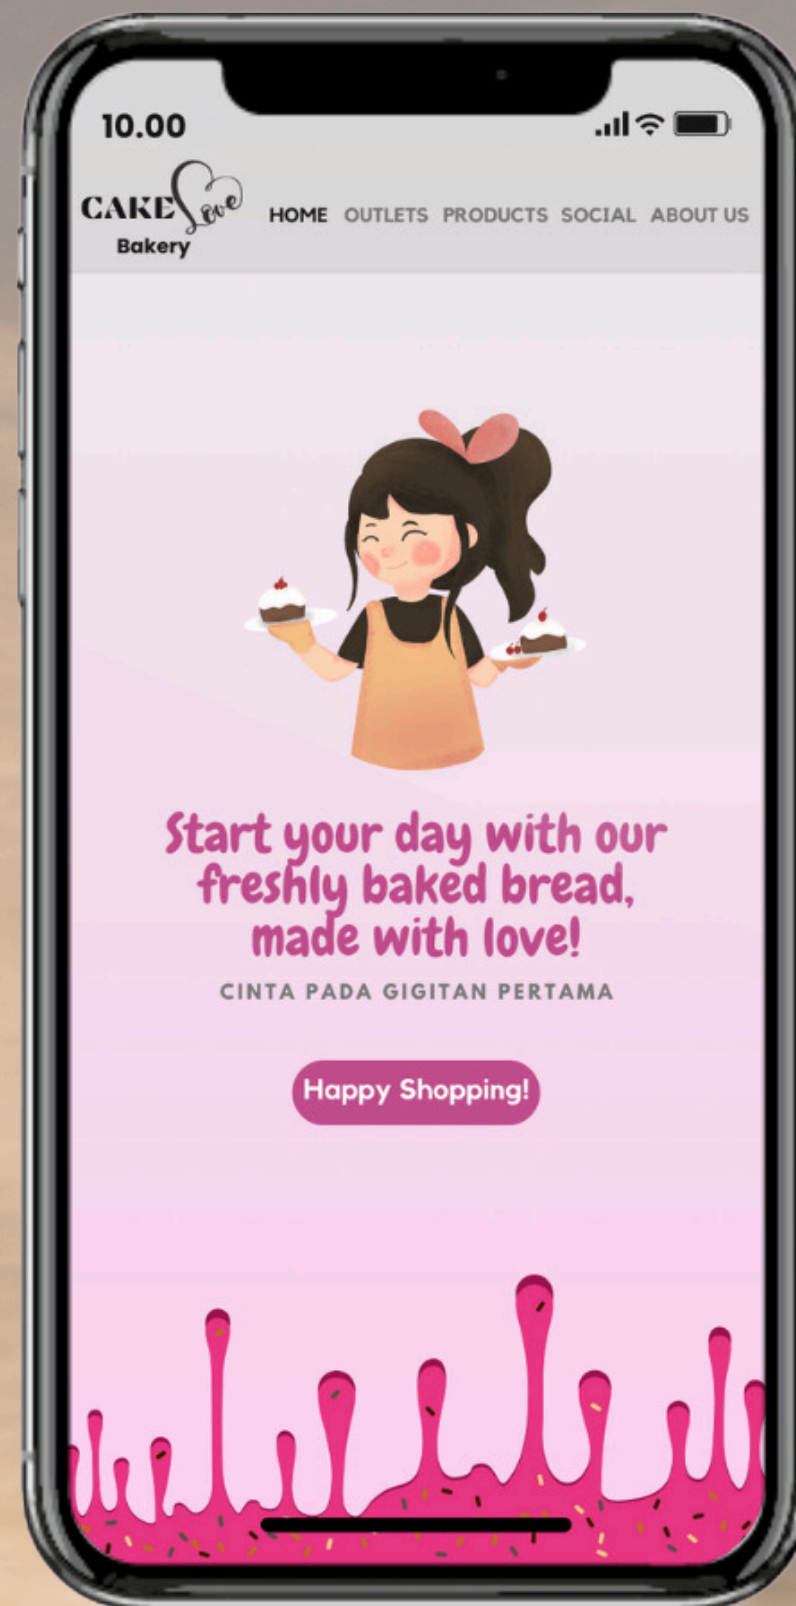 10.00
CAKE Love
Bakery
HOME OUTLETS PRODUCTS SOCIAL ABOUT US
Start your day with our
freshly baked bread,
made with love!
CINTA PADA GIGITAN PERTAMA
Happy Shopping!